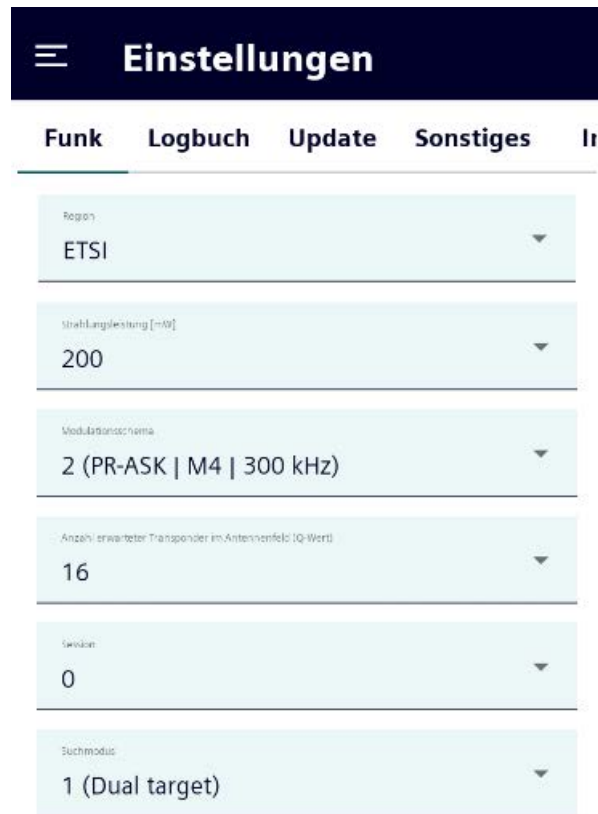 Einstellungen
Funk Logbuch Update Sonstiges
Region
ETSI
Strahlungsleistung [mW]
200
Modulationsschema
2 (PR-ASK | M4 | 300 kHz)
Anzahl erwarteter Transponder im Antennenfeld (Q-Wert)
16
Session
0
Suchmodus
1 (Dual target)